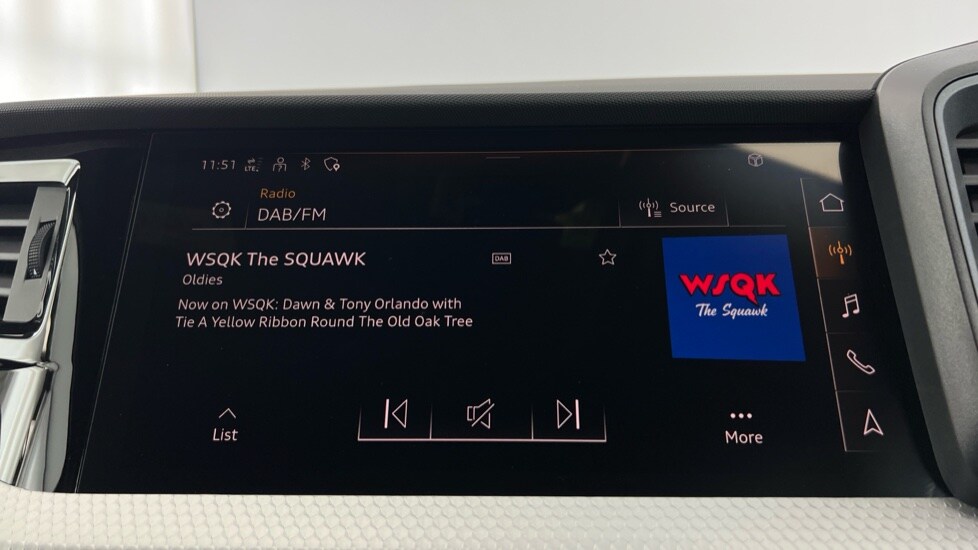 11:51 LTE
Radio
DAB/FM
Source
WSQK The SQUAWK
DAB
Oldies
Now on WSQK: Dawn & Tony Orlando with
Tie A Yellow Ribbon Round The Old Oak Tree
WSQK
The Squawk
List
More